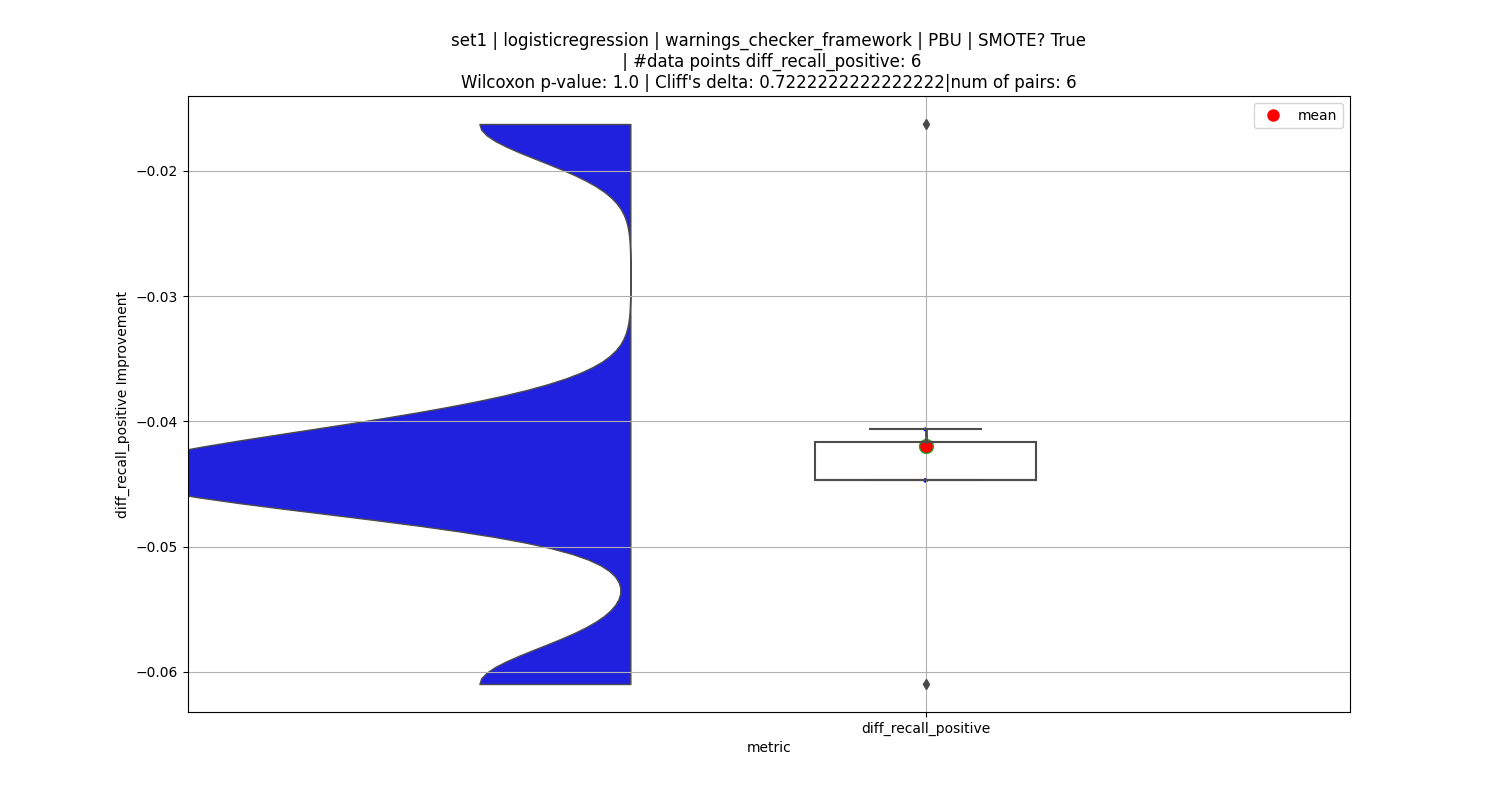 set1 | logisticregression | warnings_checker_framework | PBU | SMOTE? True
| #data points diff_recall_positive: 6
Wilcoxon p-value: 1.0 | Cliff's delta: 0.7222222222222222|num of pairs: 6
mean
−0.02
−0.03
−0.04
−0.05
−0.06
diff_recall_positive Improvement
diff_recall_positive
metric